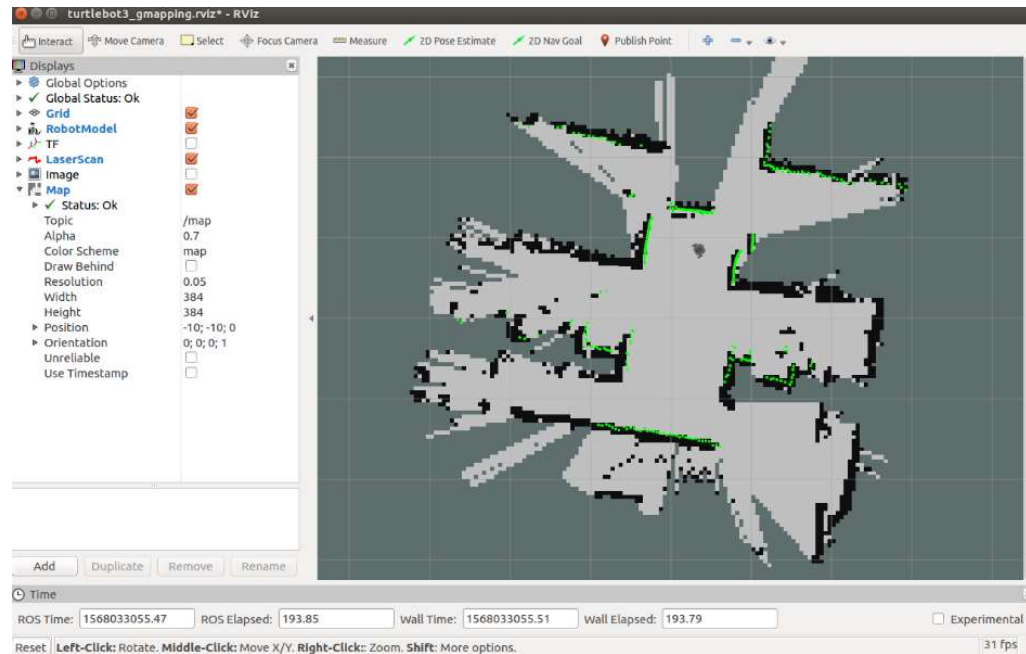 turtlebot3_gmapping.rviz* - RViz
Interact Move Camera Select Focus Camera Measure 2D Pose Estimate 2D Nav Goal Publish Point
Displays
Global Options
Global Status: Ok
Grid
RobotModel
TF
LaserScan
Image
Map
Status: Ok
Topic /map
Alpha 0.7
Color Scheme map
Draw Behind
Resolution 0.05
Width 384
Height 384
Position -10; -10; 0
Orientation 0; 0; 0; 1
Unreliable
Use Timestamp
Add Duplicate Remove Rename
Time
ROS Time: 1568033055.47 ROS Elapsed: 193.85 Wall Time: 1568033055.51 Wall Elapsed: 193.79 Experimental
Reset Left-Click: Rotate. Middle-Click: Move X/Y. Right-Click:: Zoom. Shift: More options. 31 fps